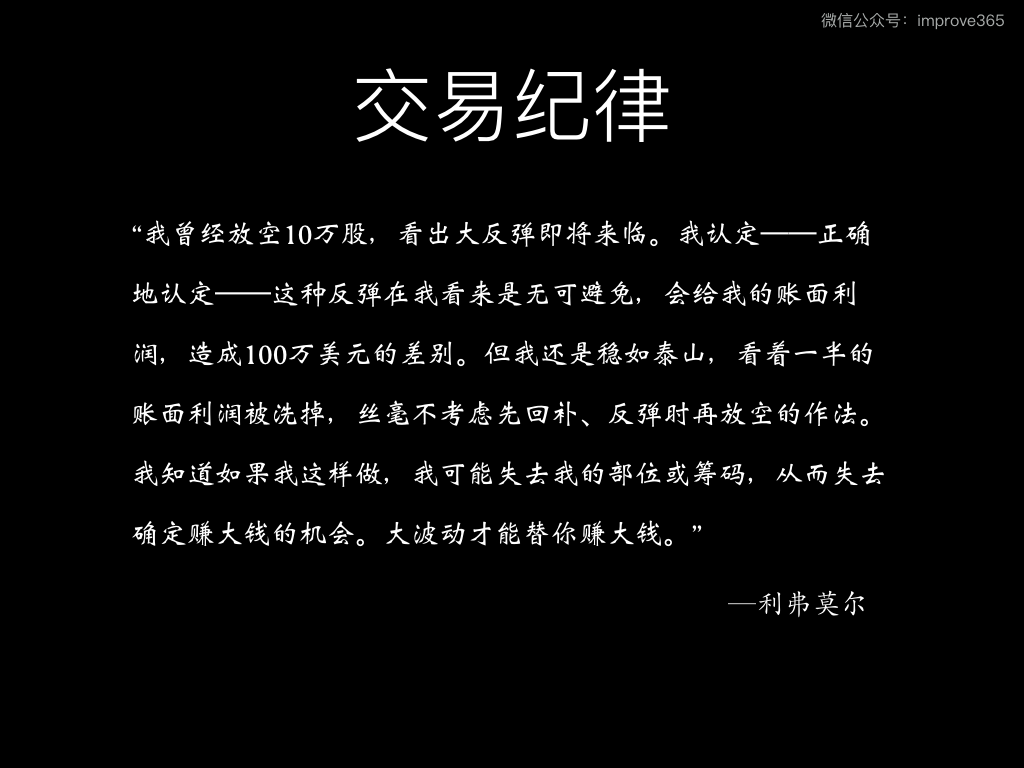 微信公众号：improve365
交易纪律
“我曾经放空10万股，看出大反弹即将来临。我认定——正确
地认定——这种反弹在我看来是无可避免，会给我的账面利
润，造成100万美元的差别。但我还是稳如泰山，看着一半的
账面利润被洗掉，丝毫不考虑先回补、反弹时再放空的作法。
我知道如果我这样做，我可能失去我的部位或筹码，从而失去
确定赚大钱的机会。大波动才能替你赚大钱。”
—利弗莫尔